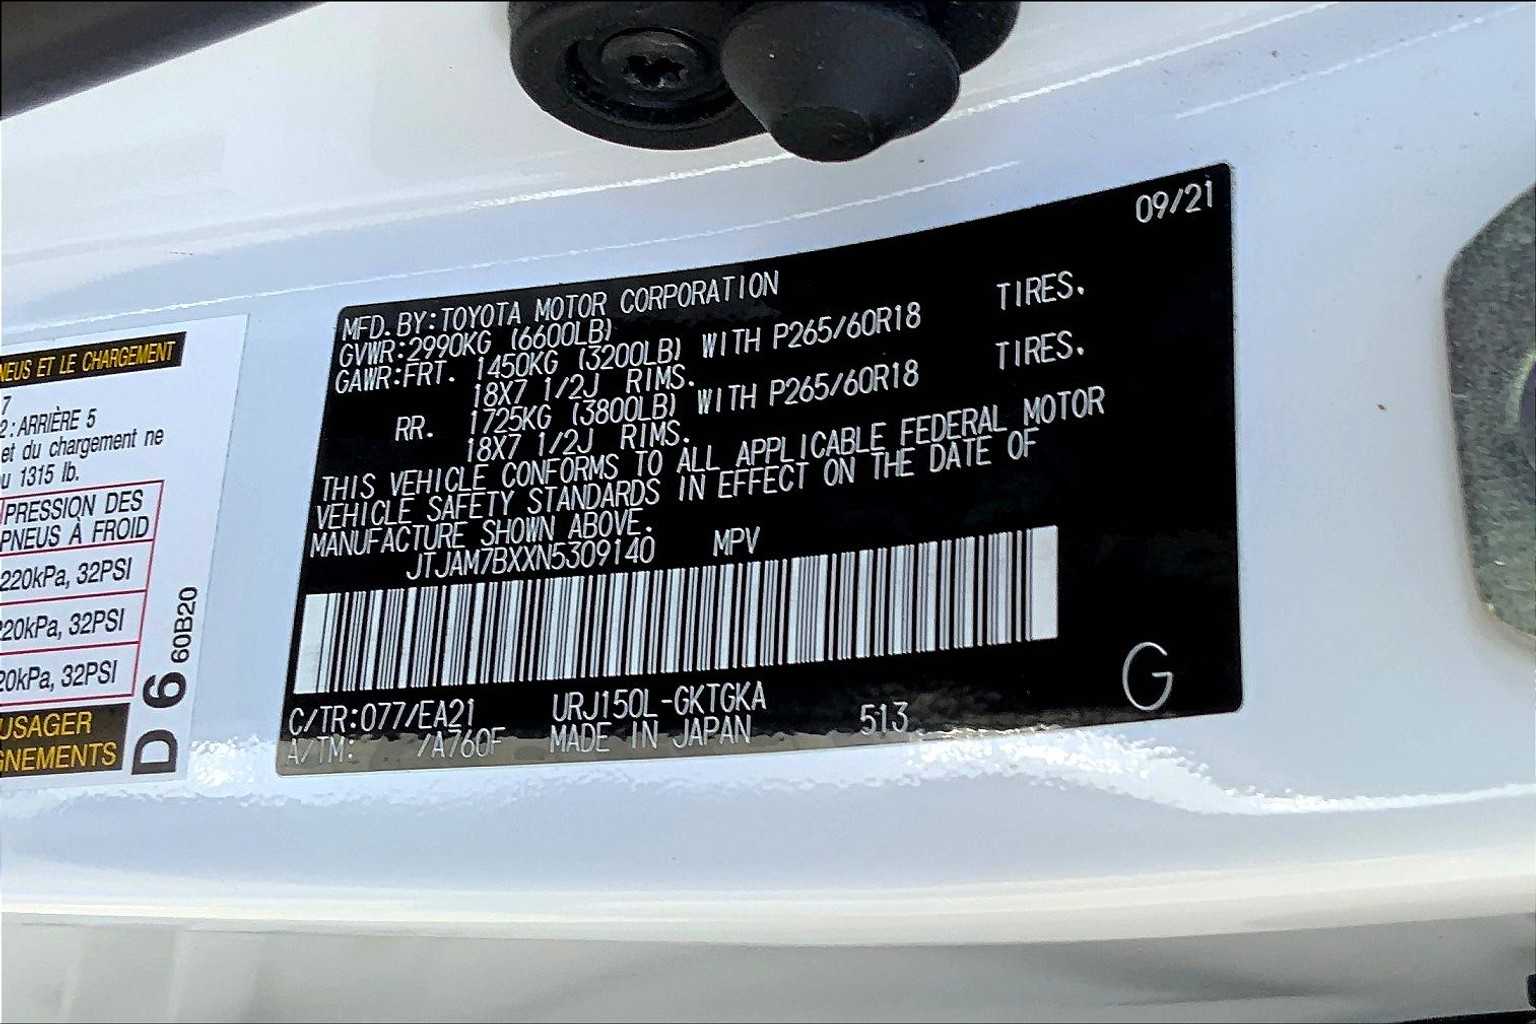 09/21
MFD.BY:TOYOTA MOTOR CORPORATION
GVWR:2990KG (6600LB)
GAWR:FRT. 1450KG (3200LB) WITH P265/60R18 TIRES.
18X7 1/2J RIMS.
RR. 1725KG (3800LB) WITH P265/60R18 TIRES.
18X7 1/2J RIMS.
THIS VEHICLE CONFORMS TO ALL APPLICABLE FEDERAL MOTOR
VEHICLE SAFETY STANDARDS IN EFFECT ON THE DATE OF
MANUFACTURE SHOWN ABOVE.
JTJAM7BXXN5309140 MPV
C/TR:077/EA21 URJ150L-GKTGKA
A/TM: /A760F MADE IN JAPAN 513
G
NEUS ET LE CHARGEMENT
7
2:ARRIÈRE 5
et du chargement ne
u 1315 lb.
PRESSION DES
PNEUS À FROID
220kPa, 32PSI
220kPa, 32PSI
20kPa, 32PSI
USAGER
GNEMENTS
D6 60B20